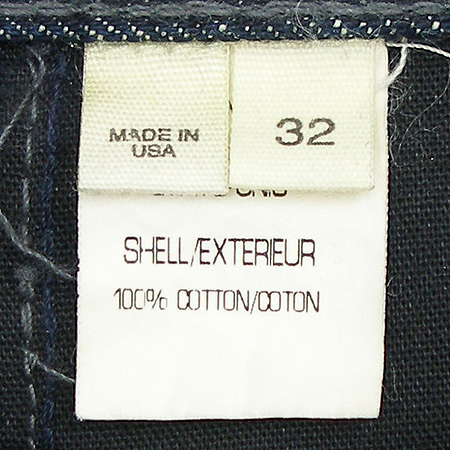 MADE IN
USA
32
SHELL/EXTERIEUR
100% COTTON/COTON